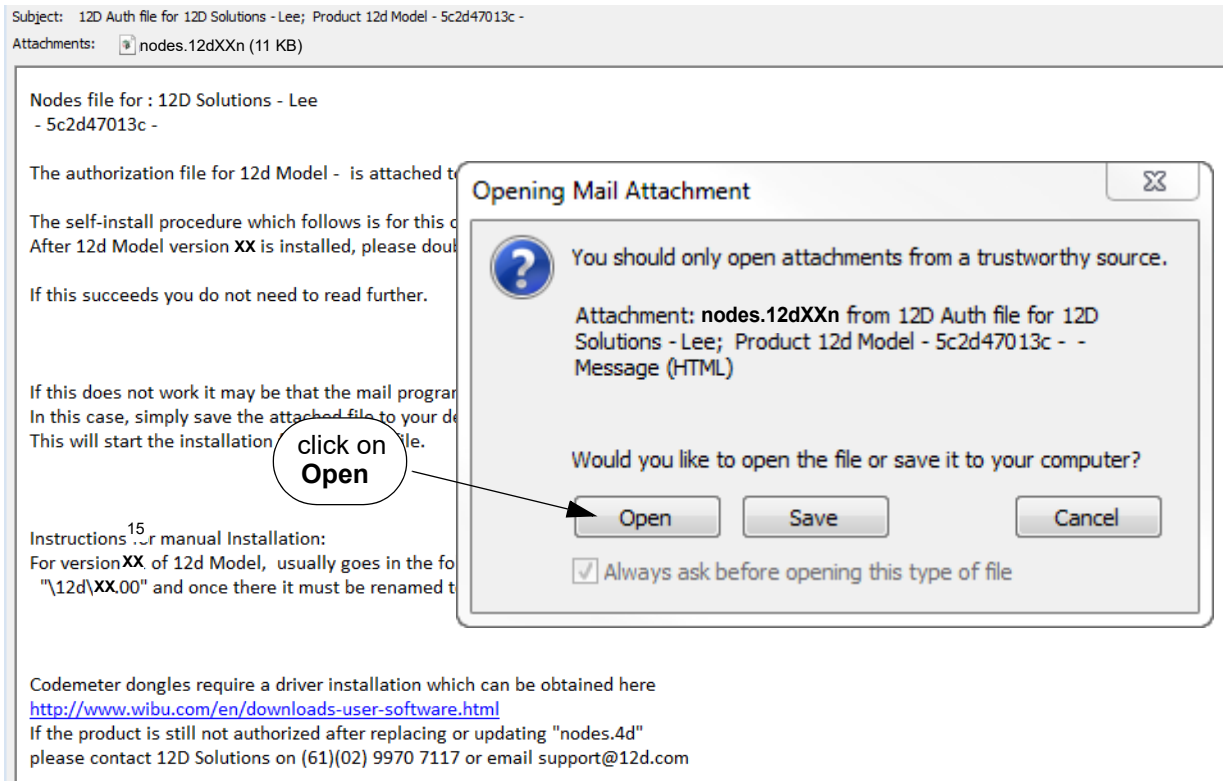 Subject: 12D Auth file for 12D Solutions - Lee; Product 12d Model - 5c2d47013c -
Attachments: nodes.12dXXn (11 KB)
Nodes file for : 12D Solutions - Lee
- 5c2d47013c -
The authorization file for 12d Model - is attached
The self-install procedure which follows is for this
After 12d Model version XX is installed, please
If this succeeds you do not need to read further.
If this does not work it may be that the mail
In this case, simply save the attached file to your
This will start the installation
Instructions 15 manual Installation:
For version XX of 12d Model, usually goes in the
"\12d\XX.00" and once there it must be renamed
Codemeter dongles require a driver installation which can be obtained here
http://www.wibu.com/en/downloads-user-software.html
If the product is still not authorized after replacing or updating "nodes.4d"
please contact 12D Solutions on (61)(02) 9970 7117 or email support@12d.com
Opening Mail Attachment
You should only open attachments from a trustworthy source.
Attachment: nodes.12dXXn from 12D Auth file for 12D
Solutions - Lee; Product 12d Model - 5c2d47013c - -
Message (HTML)
Would you like to open the file or save it to your computer?
Open Save Cancel
Always ask before opening this type of file
click on
Open